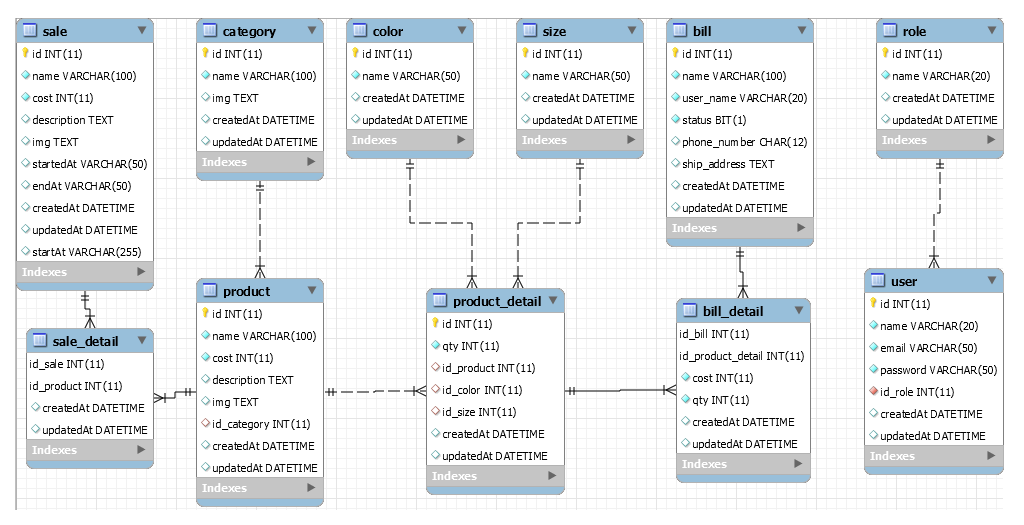 sale
id INT(11)
name VARCHAR(100)
cost INT(11)
description TEXT
img TEXT
startedAt VARCHAR(50)
endAt VARCHAR(50)
createdAt DATETIME
updatedAt DATETIME
startAt VARCHAR(255)
Indexes
category
id INT(11)
name VARCHAR(100)
img TEXT
createdAt DATETIME
updatedAt DATETIME
Indexes
color
id INT(11)
name VARCHAR(50)
createdAt DATETIME
updatedAt DATETIME
Indexes
size
id INT(11)
name VARCHAR(50)
createdAt DATETIME
updatedAt DATETIME
Indexes
bill
id INT(11)
name VARCHAR(100)
user_name VARCHAR(20)
status BIT(1)
phone_number CHAR(12)
ship_address TEXT
createdAt DATETIME
updatedAt DATETIME
Indexes
role
id INT(11)
name VARCHAR(20)
createdAt DATETIME
updatedAt DATETIME
Indexes
sale_detail
id_sale INT(11)
id_product INT(11)
createdAt DATETIME
updatedAt DATETIME
Indexes
product
id INT(11)
name VARCHAR(100)
cost INT(11)
description TEXT
img TEXT
id_category INT(11)
createdAt DATETIME
updatedAt DATETIME
Indexes
product_detail
id INT(11)
qty INT(11)
id_product INT(11)
id_color INT(11)
id_size INT(11)
createdAt DATETIME
updatedAt DATETIME
Indexes
bill_detail
id_bill INT(11)
id_product_detail INT(11)
cost INT(11)
qty INT(11)
createdAt DATETIME
updatedAt DATETIME
Indexes
user
id INT(11)
name VARCHAR(20)
email VARCHAR(50)
password VARCHAR(50)
id_role INT(11)
createdAt DATETIME
updatedAt DATETIME
Indexes